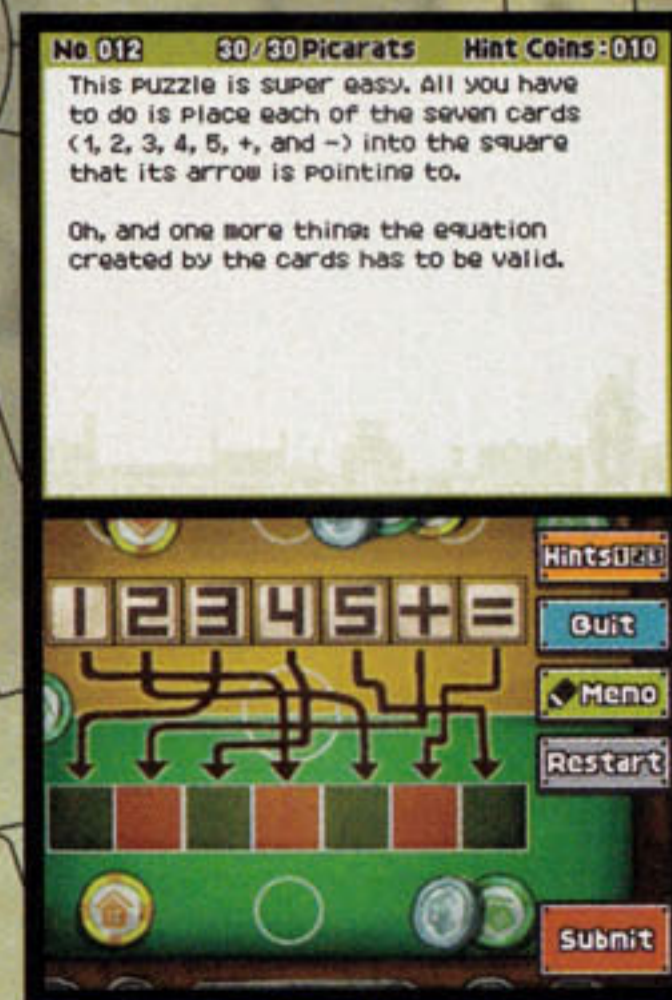 No. 012 30/30 Picarats Hint Coins: 010
This puzzle is super easy. All you have
to do is place each of the seven cards
(1, 2, 3, 4, 5, +, and -) into the square
that its arrow is pointing to.
Oh, and one more thing: the equation
created by the cards has to be valid.
Hints 1 2 3
1 2 3 4 5 + =
Quit
Memo
Restart
Submit